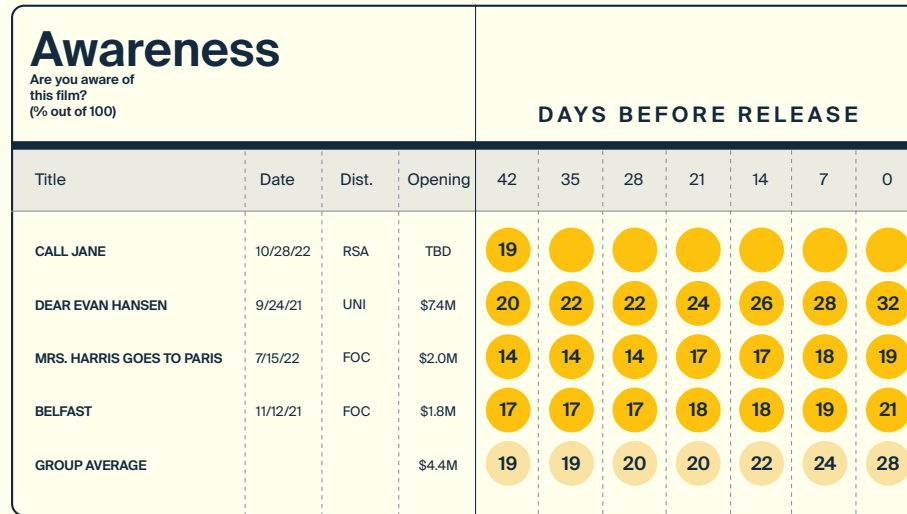 Awareness
Are you aware of
this film?
(% out of 100)
DAYS BEFORE RELEASE
Title Date Dist. Opening 42 35 28 21 14 7 0
CALL JANE 10/28/22 RSA TBD 19
DEAR EVAN HANSEN 9/24/21 UNI $7.4M 20 22 22 24 26 28 32
MRS. HARRIS GOES TO PARIS 7/15/22 FOC $2.0M 14 14 14 17 17 18 19
BELFAST 11/12/21 FOC $1.8M 17 17 17 18 18 19 21
GROUP AVERAGE $4.4M 19 19 20 20 22 24 28